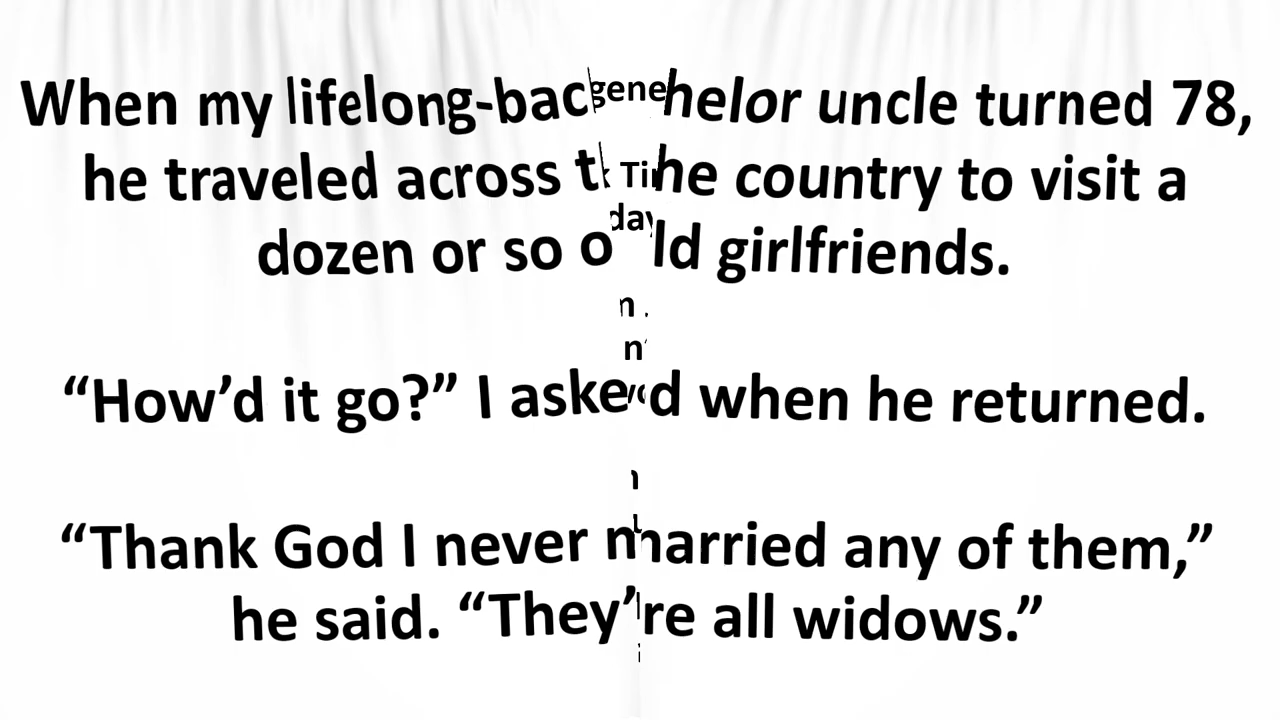 When my lifelong-bachelor uncle turned 78,
he traveled across the country to visit a
dozen or so old girlfriends.
“How’d it go?” I asked when he returned.
“Thank God I never married any of them,”
he said. “They’re all widows.”